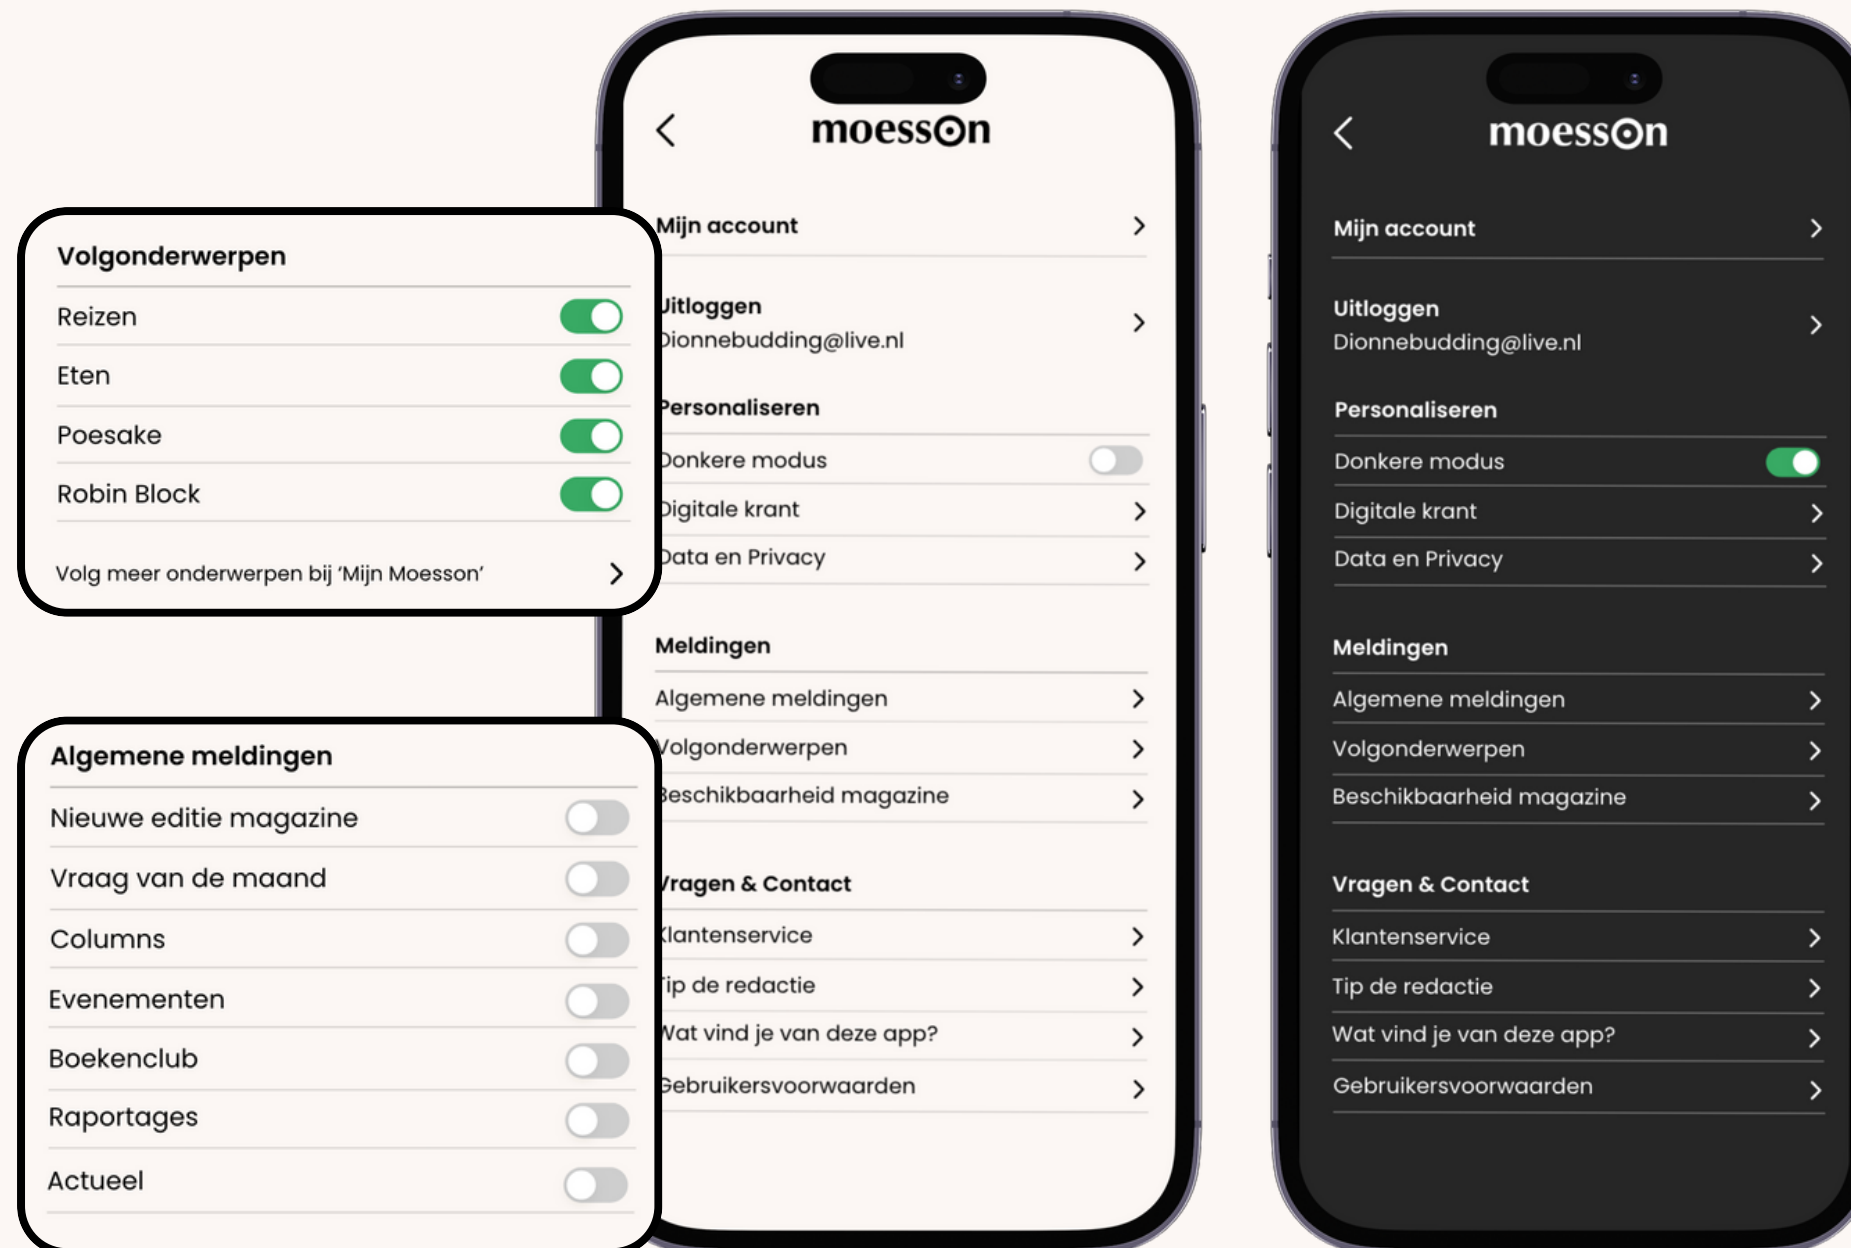 Volgonderwerpen
Reizen
Eten
Poesake
Robin Block
Volg meer onderwerpen bij ‘Mijn Moesson’
Algemene meldingen
Nieuwe editie magazine
Vraag van de maand
Columns
Evenementen
Boekenclub
Raportages
Actueel
moesson
Mijn account
Uitloggen
Dionnebudding@live.nl
Personaliseren
Donkere modus
Digitale krant
Data en Privacy
Meldingen
Algemene meldingen
Volgonderwerpen
Beschikbaarheid magazine
Vragen & Contact
Klantenservice
Tip de redactie
Wat vind je van deze app?
Gebruikersvoorwaarden
moesson
Mijn account
Uitloggen
Dionnebudding@live.nl
Personaliseren
Donkere modus
Digitale krant
Data en Privacy
Meldingen
Algemene meldingen
Volgonderwerpen
Beschikbaarheid magazine
Vragen & Contact
Klantenservice
Tip de redactie
Wat vind je van deze app?
Gebruikersvoorwaarden